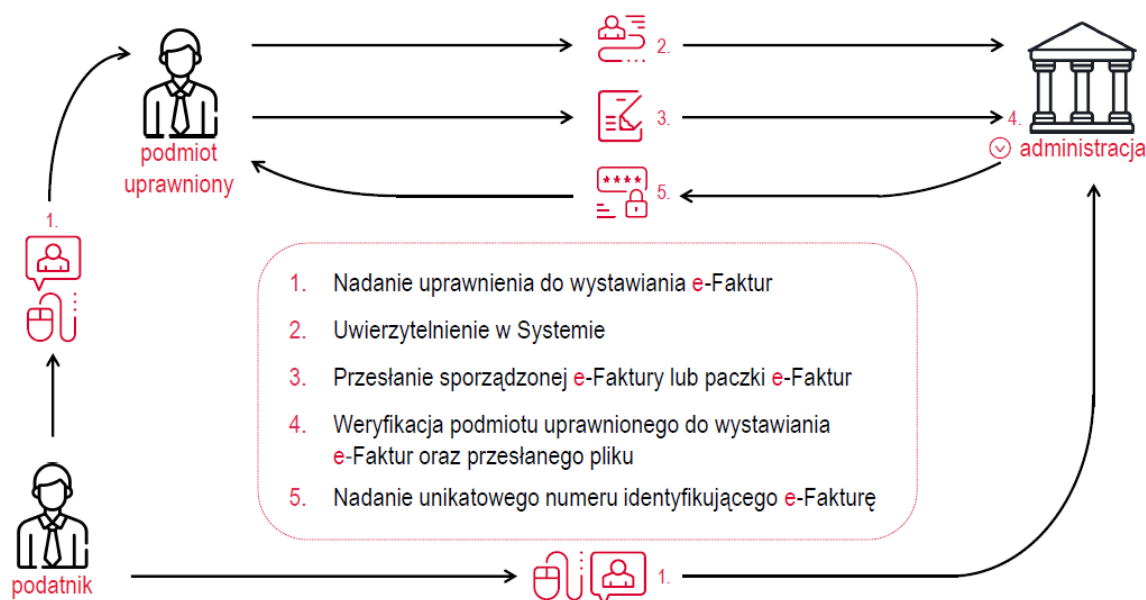 2.
3.
4.
podmiot
uprawniony
administracja
5.
1.
1. Nadanie uprawnienia do wystawiania e-Faktur
2. Uwierzytelnienie w Systemie
3. Przesłanie sporządzonej e-Faktury lub paczki e-Faktur
4. Weryfikacja podmiotu uprawnionego do wystawiania
e-Faktur oraz przesłanego pliku
5. Nadanie unikatowego numeru identyfikującego e-Fakturę
podatnik
1.